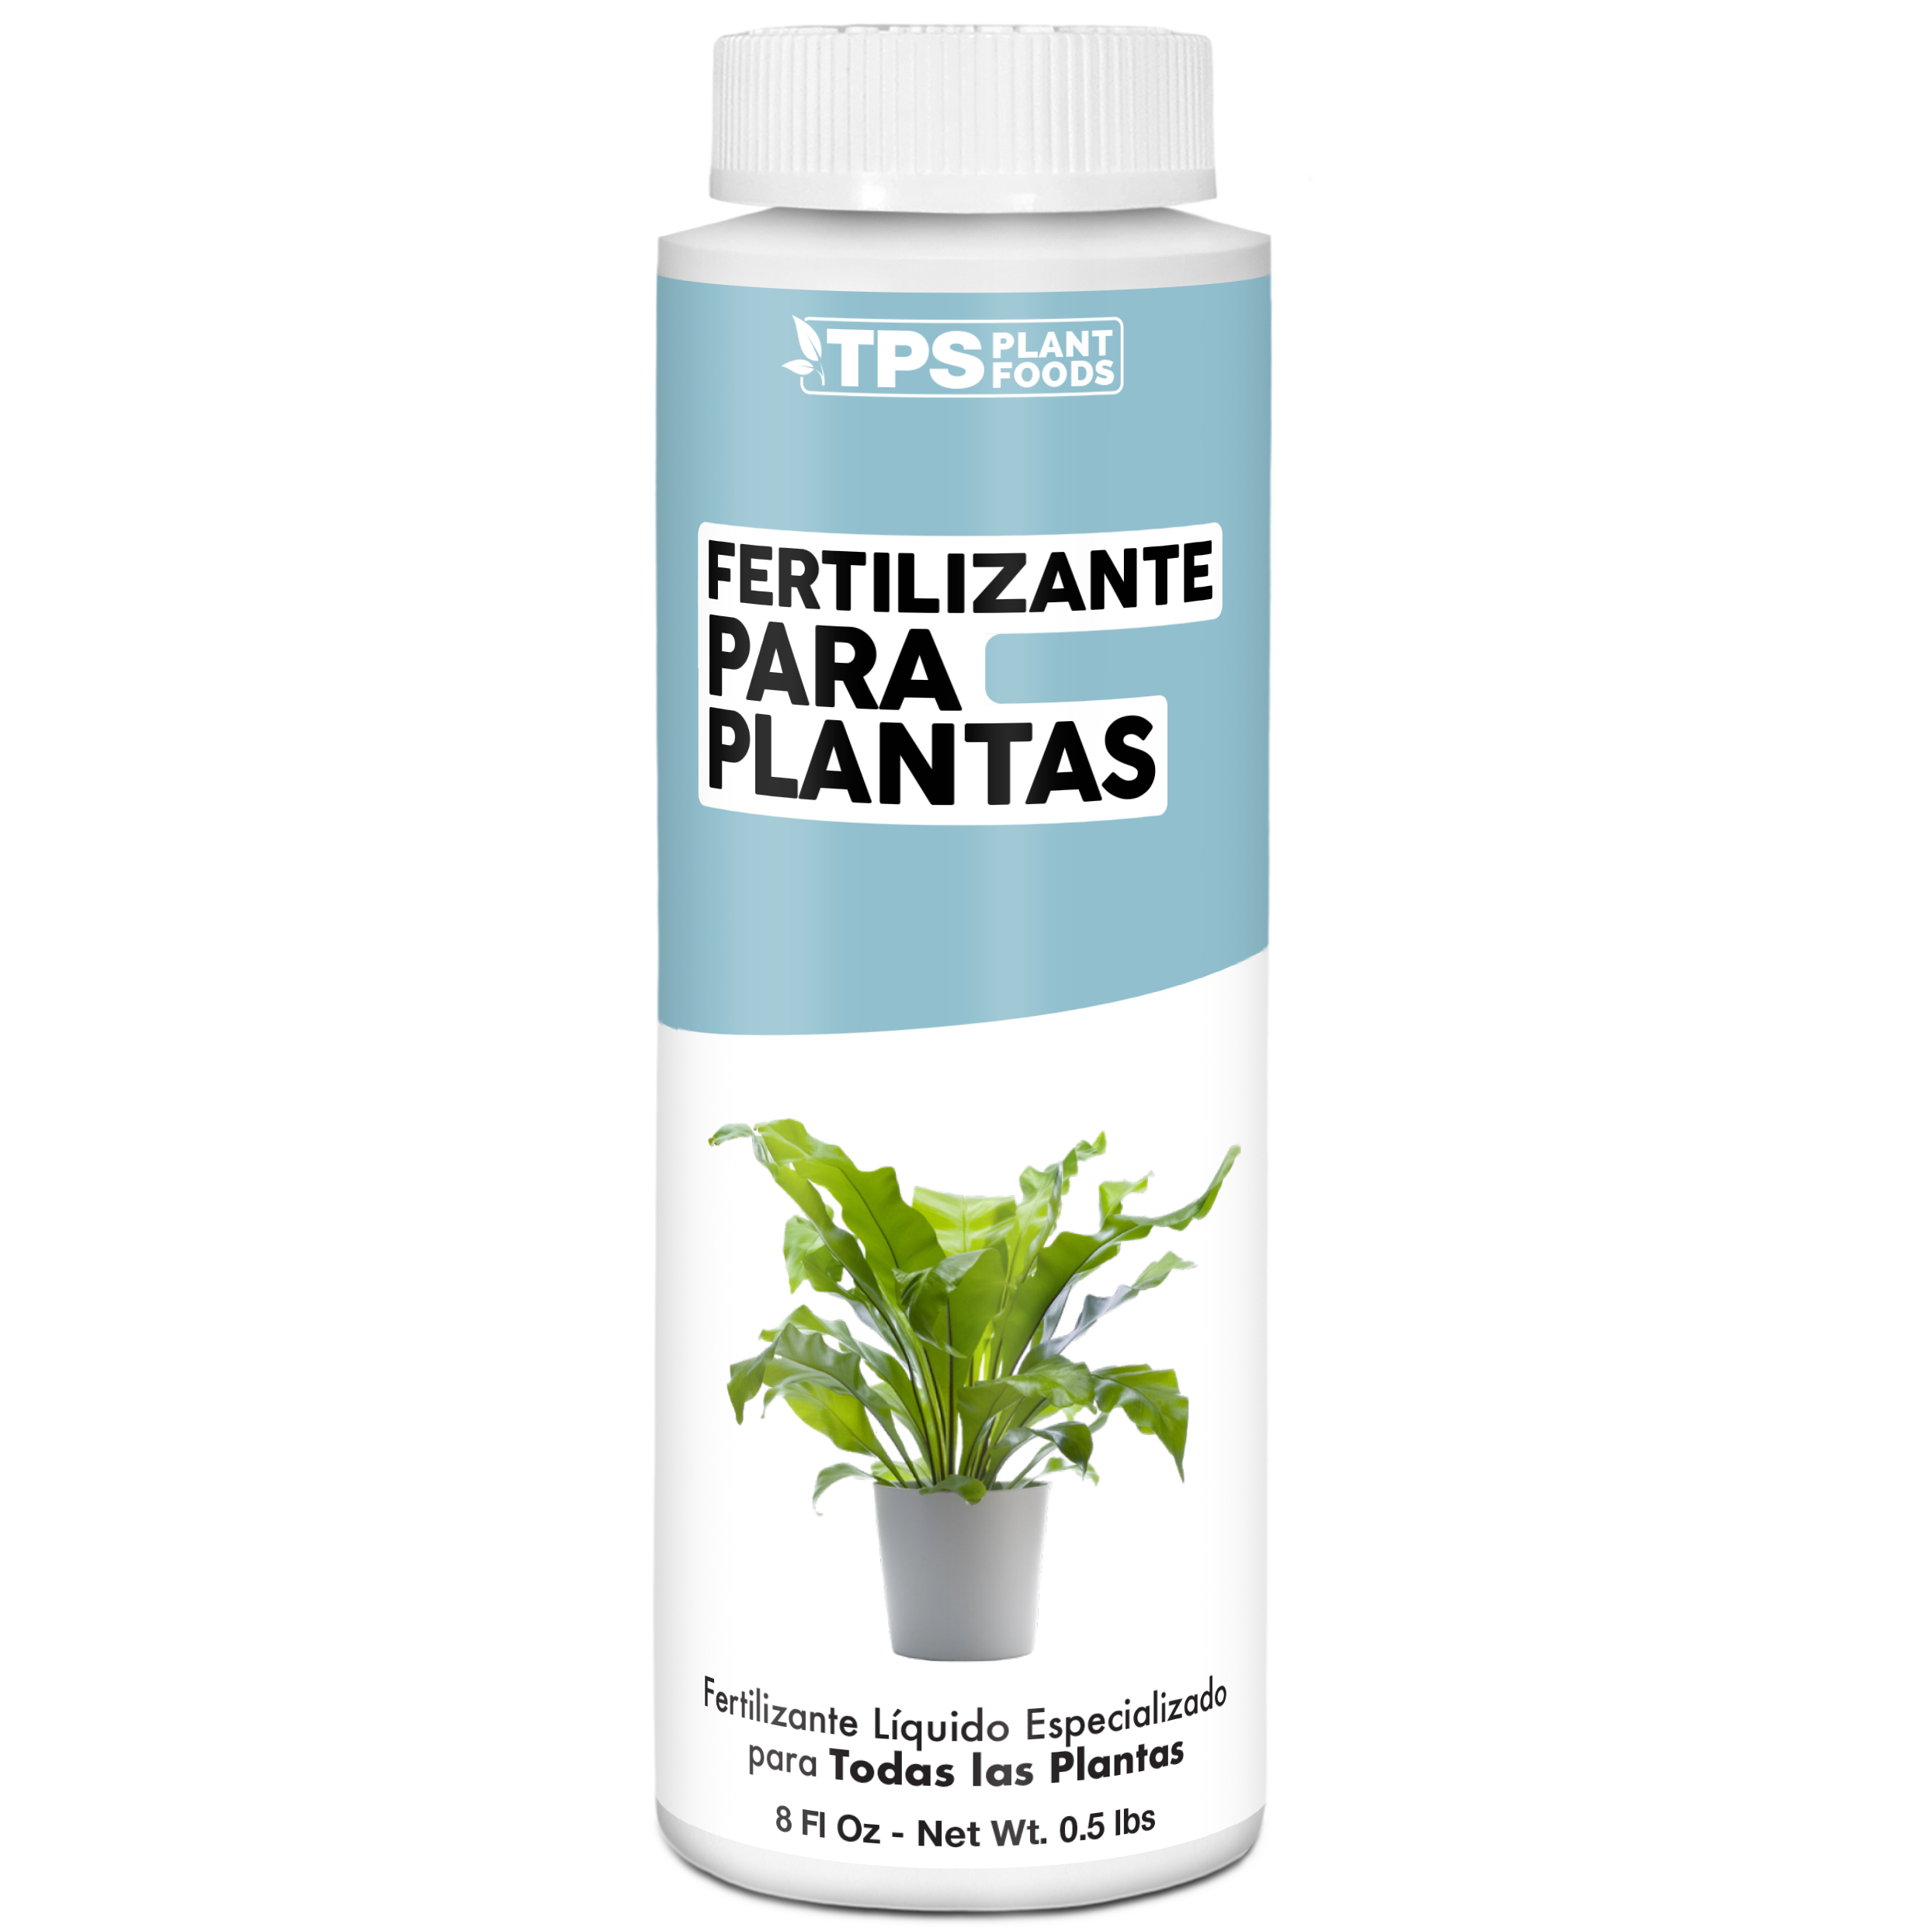 TPS PLANT FOODS
FERTILIZANTE
PARA
PLANTAS
Fertilizante Líquido Especializado
para Todas las Plantas
8 Fl Oz - Net Wt. 0.5 lbs